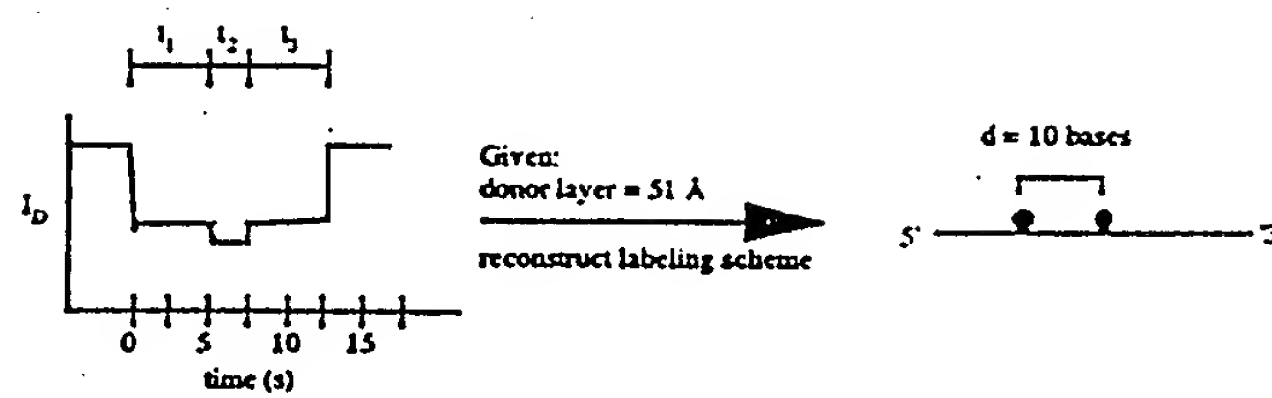 t₁ t₂ t₃
I_D
0 5 10 15
time (s)
Given:
donor layer = 51 Å
reconstruct labeling scheme
d = 10 bases
5' 3'